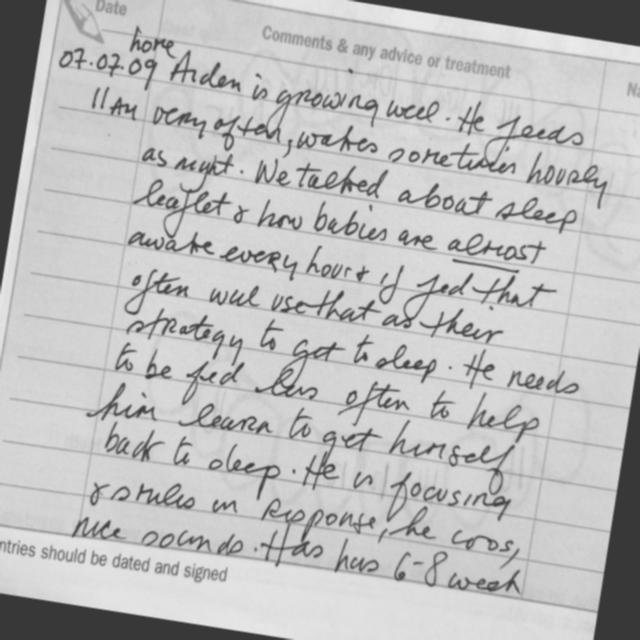 Date Comments & any advice or treatment Na
home
07.07.09 Aiden is growing well. He feeds
11AM very often, wakes sometimes hourly
as night. We talked about sleep
leaflet & how babies are almost
awake every hour & if fed that
often will use that as their
strategy to get to sleep. He needs
to be fed less often to help
him learn to get himself
back to sleep. He is focusing
& smiles in response, he coos,
nice sounds. Has his 6-8 week
ntries should be dated and signed